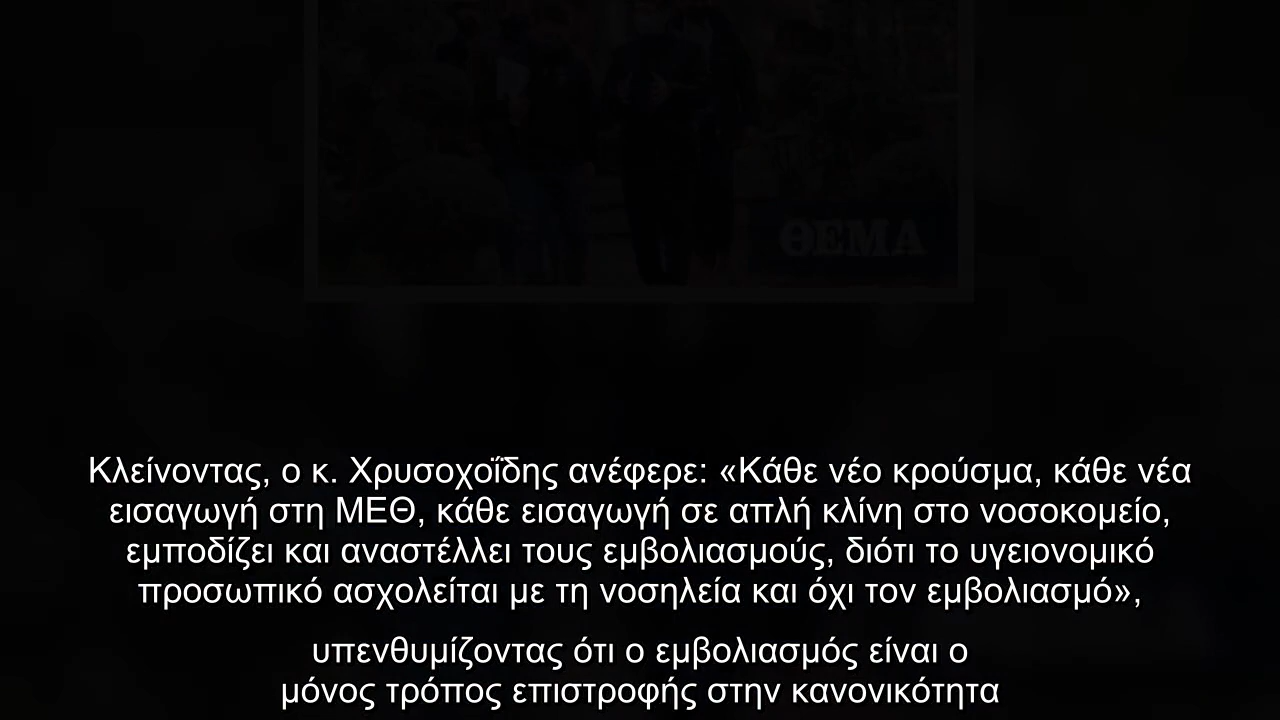 ΘΕΜΑ
Κλείνοντας, ο κ. Χρυσοχοΐδης ανέφερε: «Κάθε νέο κρούσμα, κάθε νέα
εισαγωγή στη ΜΕΘ, κάθε εισαγωγή σε απλή κλίνη στο νοσοκομείο,
εμποδίζει και αναστέλλει τους εμβολιασμούς, διότι το υγειονομικό
προσωπικό ασχολείται με τη νοσηλεία και όχι τον εμβολιασμό»,
υπενθυμίζοντας ότι ο εμβολιασμός είναι ο
μόνος τρόπος επιστροφής στην κανονικότητα